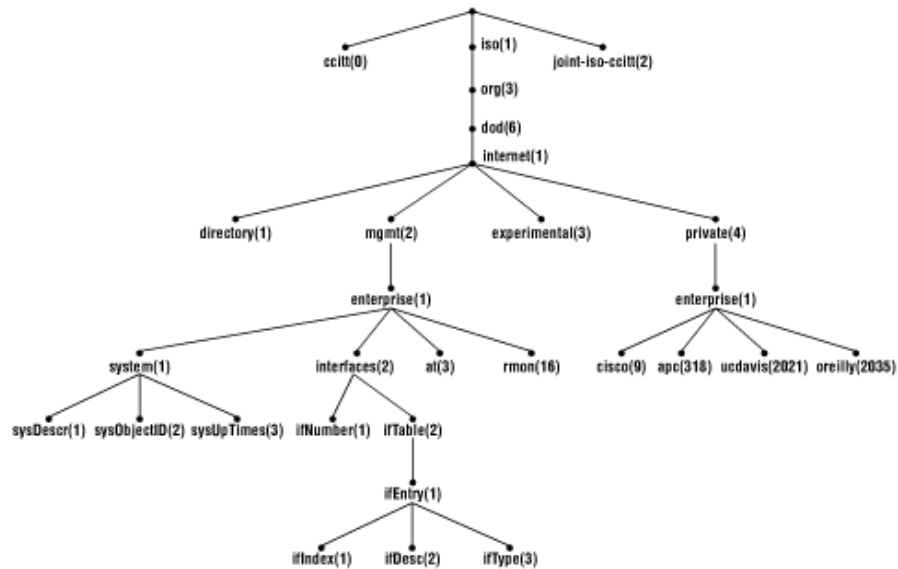 iso(1)
ccitt(0)
joint-iso-ccitt(2)
org(3)
dod(6)
internet(1)
directory(1)
mgmt(2)
experimental(3)
private(4)
enterprise(1)
enterprise(1)
system(1)
interfaces(2)
at(3)
rmon(16)
cisco(9)
apc(318)
ucdavis(2021)
oreilly(2035)
sysDescr(1)
sysObjectID(2)
sysUpTimes(3)
ifNumber(1)
ifTable(2)
ifEntry(1)
ifIndex(1)
ifDesc(2)
ifType(3)